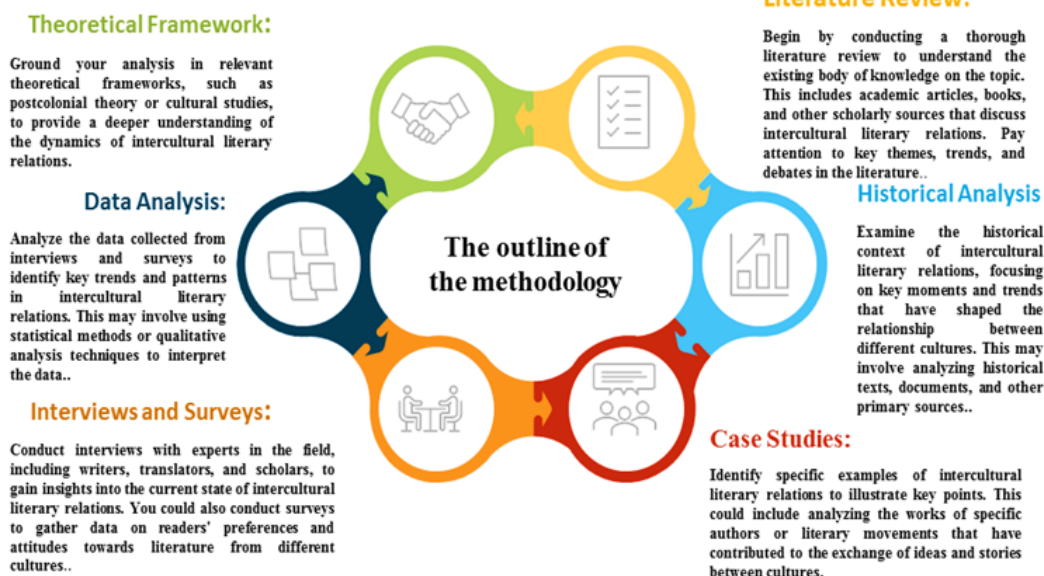 Theoretical Framework:
Ground your analysis in relevant
theoretical frameworks, such as
postcolonial theory or cultural studies,
to provide a deeper understanding of
the dynamics of intercultural literary
relations.
Data Analysis:
Analyze the data collected from
interviews and surveys to
identify key trends and patterns
in intercultural literary
relations. This may involve using
statistical methods or qualitative
analysis techniques to interpret
the data..
Interviews and Surveys:
Conduct interviews with experts in the field,
including writers, translators, and scholars, to
gain insights into the current state of intercultural
literary relations. You could also conduct surveys
to gather data on readers' preferences and
attitudes towards literature from different
cultures..
The outline of
the methodology
Literature Review:
Begin by conducting a thorough
literature review to understand the
existing body of knowledge on the topic.
This includes academic articles, books,
and other scholarly sources that discuss
intercultural literary relations. Pay
attention to key themes, trends, and
debates in the literature..
Historical Analysis
Examine the historical
context of intercultural
literary relations, focusing
on key moments and trends
that have shaped the
relationship between
different cultures. This may
involve analyzing historical
texts, documents, and other
primary sources..
Case Studies:
Identify specific examples of intercultural
literary relations to illustrate key points. This
could include analyzing the works of specific
authors or literary movements that have
contributed to the exchange of ideas and stories
between cultures.